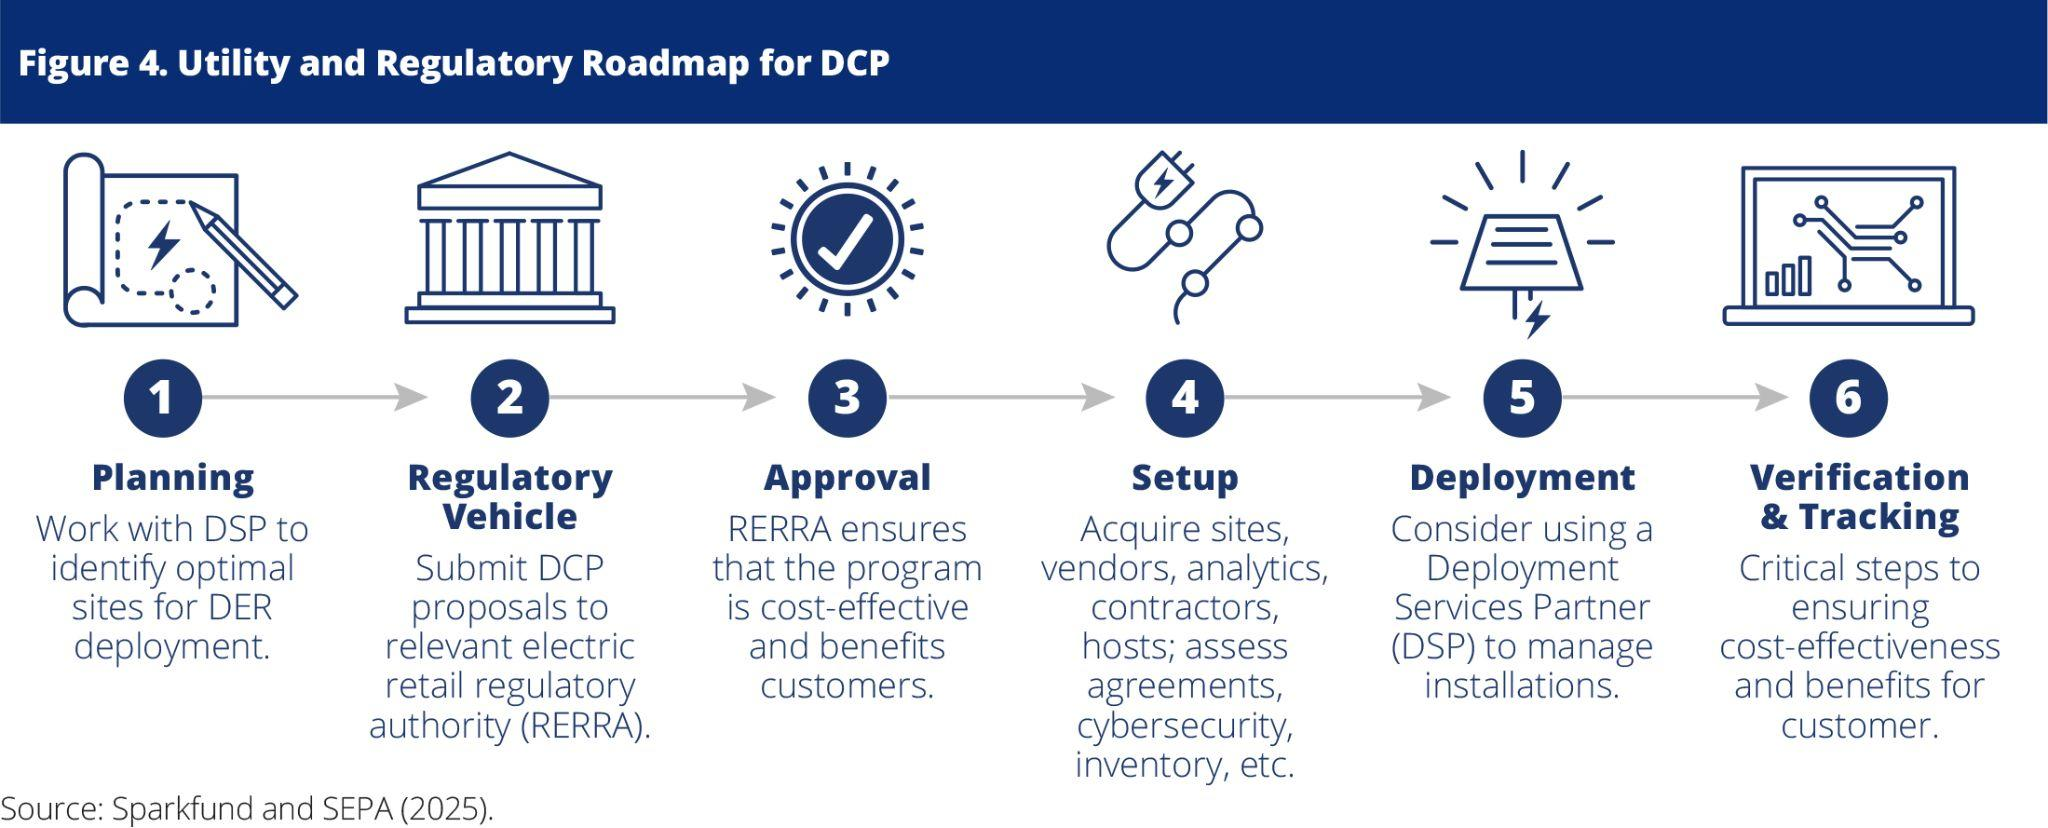 Figure 4. Utility and Regulatory Roadmap for DCP
1
Planning
Work with DSP to
identify optimal
sites for DER
deployment.
2
Regulatory
Vehicle
Submit DCP
proposals to
relevant electric
retail regulatory
authority (RERRA).
3
Approval
RERRA ensures
that the program
is cost-effective
and benefits
customers.
4
Setup
Acquire sites,
vendors, analytics,
contractors,
hosts; assess
agreements,
cybersecurity,
inventory, etc.
5
Deployment
Consider using a
Deployment
Services Partner
(DSP) to manage
installations.
6
Verification
& Tracking
Critical steps to
ensuring
cost-effectiveness
and benefits for
customer.
Source: Sparkfund and SEPA (2025).